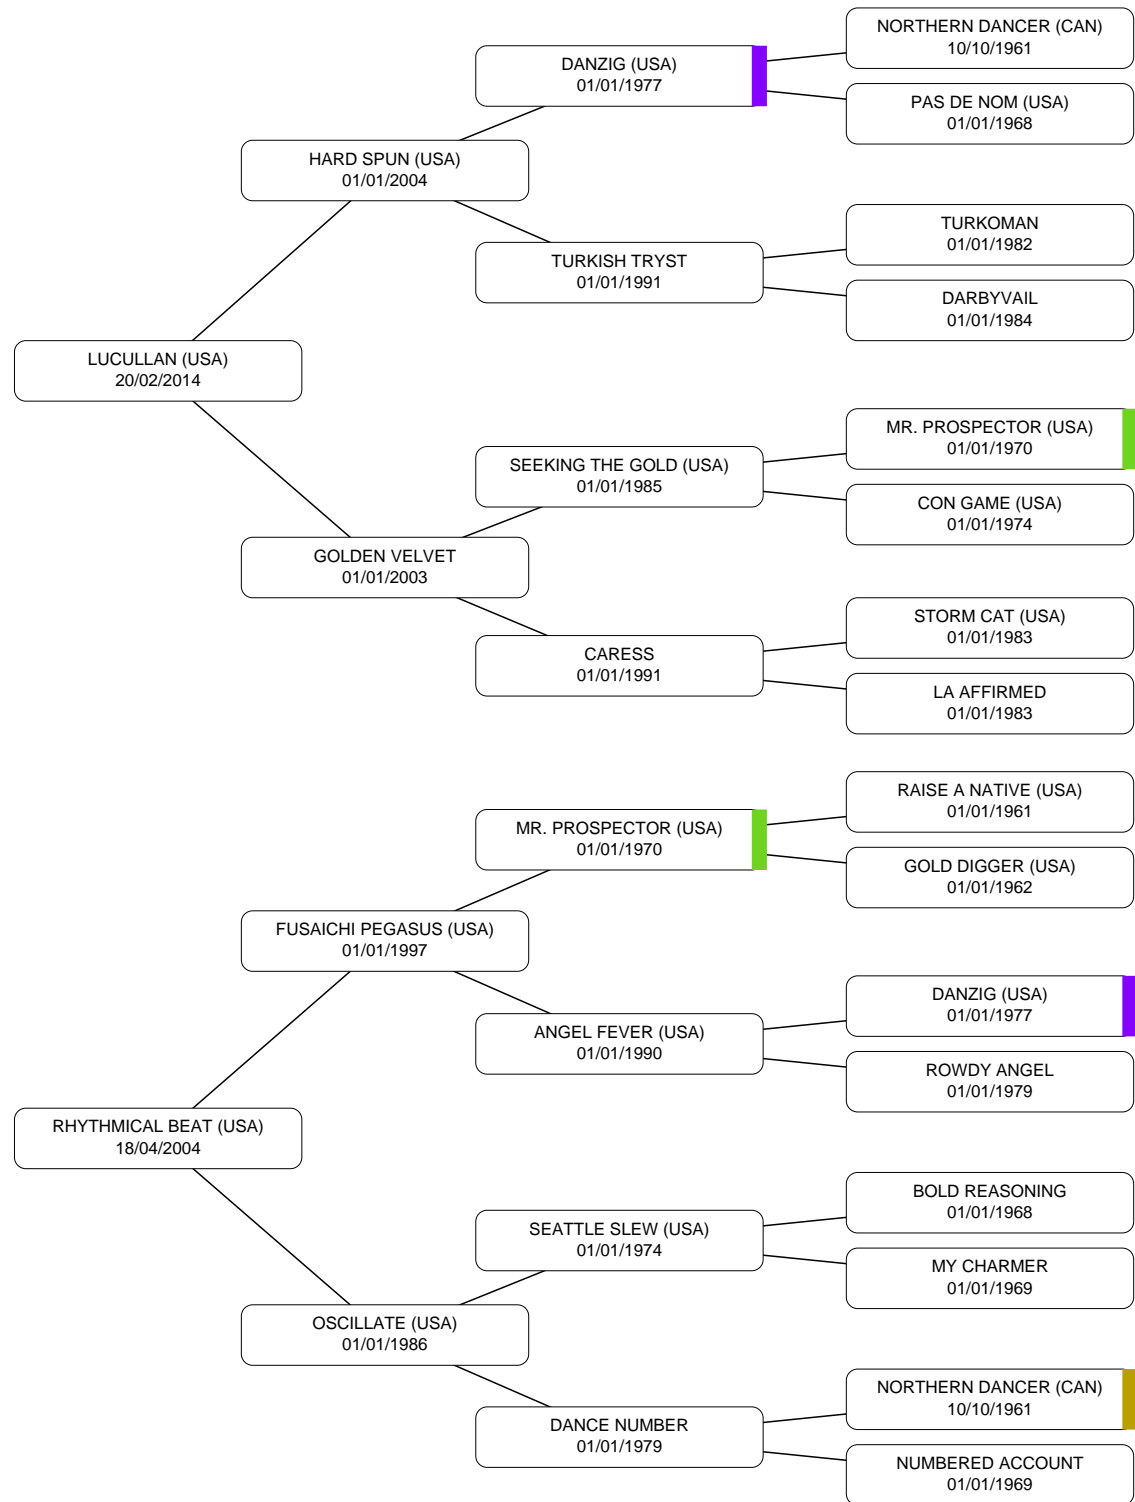 NORTHERN DANCER (CAN)
10/10/1961
DANZIG (USA)
01/01/1977
PAS DE NOM (USA)
01/01/1968
HARD SPUN (USA)
01/01/2004
TURKOMAN
01/01/1982
TURKISH TRYST
01/01/1991
DARBYVAIL
01/01/1984
LUCULLAN (USA)
20/02/2014
MR. PROSPECTOR (USA)
01/01/1970
SEEKING THE GOLD (USA)
01/01/1985
CON GAME (USA)
01/01/1974
GOLDEN VELVET
01/01/2003
STORM CAT (USA)
01/01/1983
CARESS
01/01/1991
LA AFFIRMED
01/01/1983
RAISE A NATIVE (USA)
01/01/1961
MR. PROSPECTOR (USA)
01/01/1970
GOLD DIGGER (USA)
01/01/1962
FUSAICHI PEGASUS (USA)
01/01/1997
DANZIG (USA)
01/01/1977
ANGEL FEVER (USA)
01/01/1990
ROWDY ANGEL
01/01/1979
RHYTHMICAL BEAT (USA)
18/04/2004
BOLD REASONING
01/01/1968
SEATTLE SLEW (USA)
01/01/1974
MY CHARMER
01/01/1969
OSCILLATE (USA)
01/01/1986
NORTHERN DANCER (CAN)
10/10/1961
DANCE NUMBER
01/01/1979
NUMBERED ACCOUNT
01/01/1969